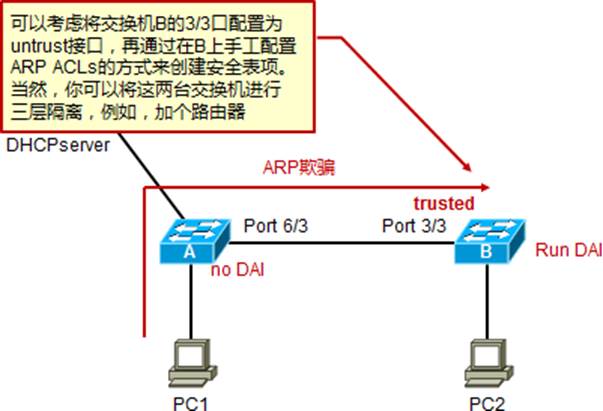 可以考虑将交换机B的3/3口配置为
untrust接口，再通过在B上手工配置
ARP ACLs的方式来创建安全表项。
当然，你可以将这两台交换机进行
三层隔离，例如，加个路由器
DHCPserver
ARP欺骗
trusted
Port 6/3
Port 3/3
A
B
no DAI
Run DAI
PC1
PC2